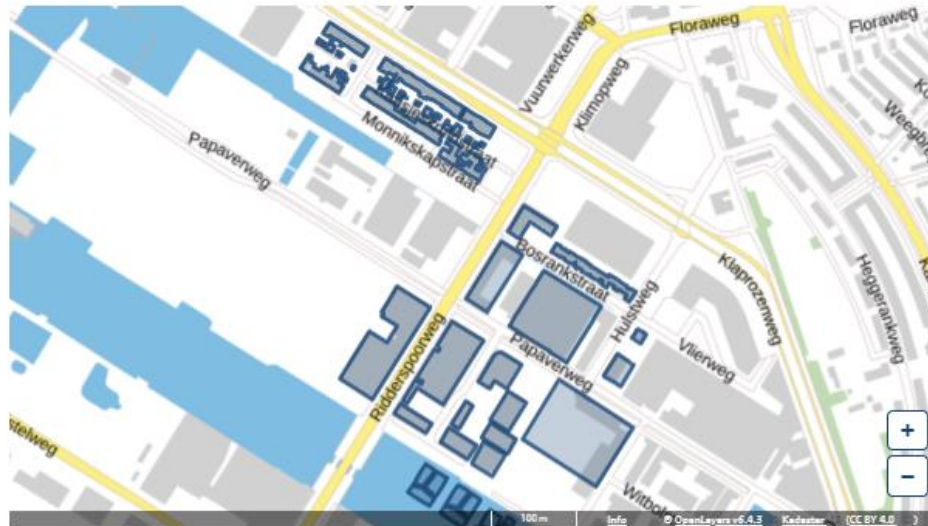 Floraweg
Floraweg
Vuurwerkerweg
Klimopweg
Monnikskapstraat
Papaverweg
Bosrankstraat
Klaprozenweg
Heggerankweg
Hulstweg
Vlierweg
Papaverweg
Ridderspoorweg
stelweg
Witbol
+
−
100 m
Info
© OpenLayers v6.4.3
Kadaster
(CC BY 4.0
)